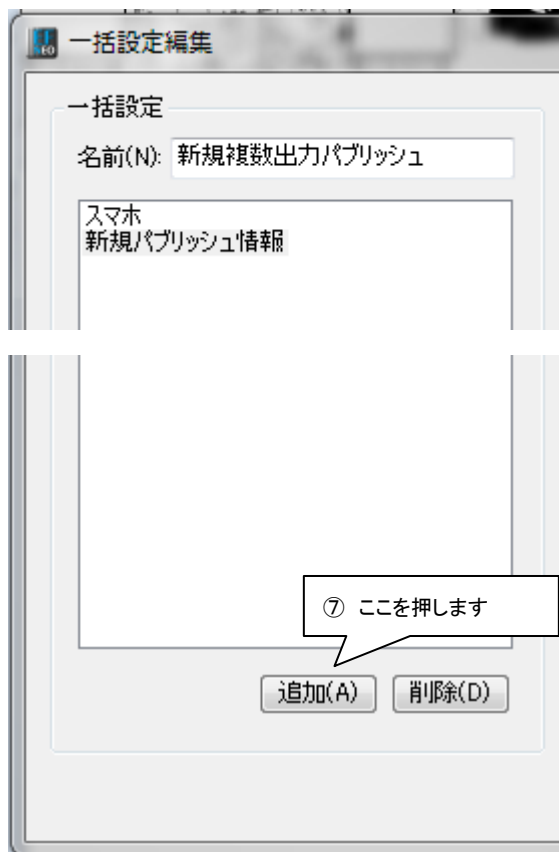 一括設定編集
一括設定
名前(N): 新規複数出力パブリッシュ
スマホ
新規パブリッシュ情報
⑦ ここを押します
追加(A) 削除(D)